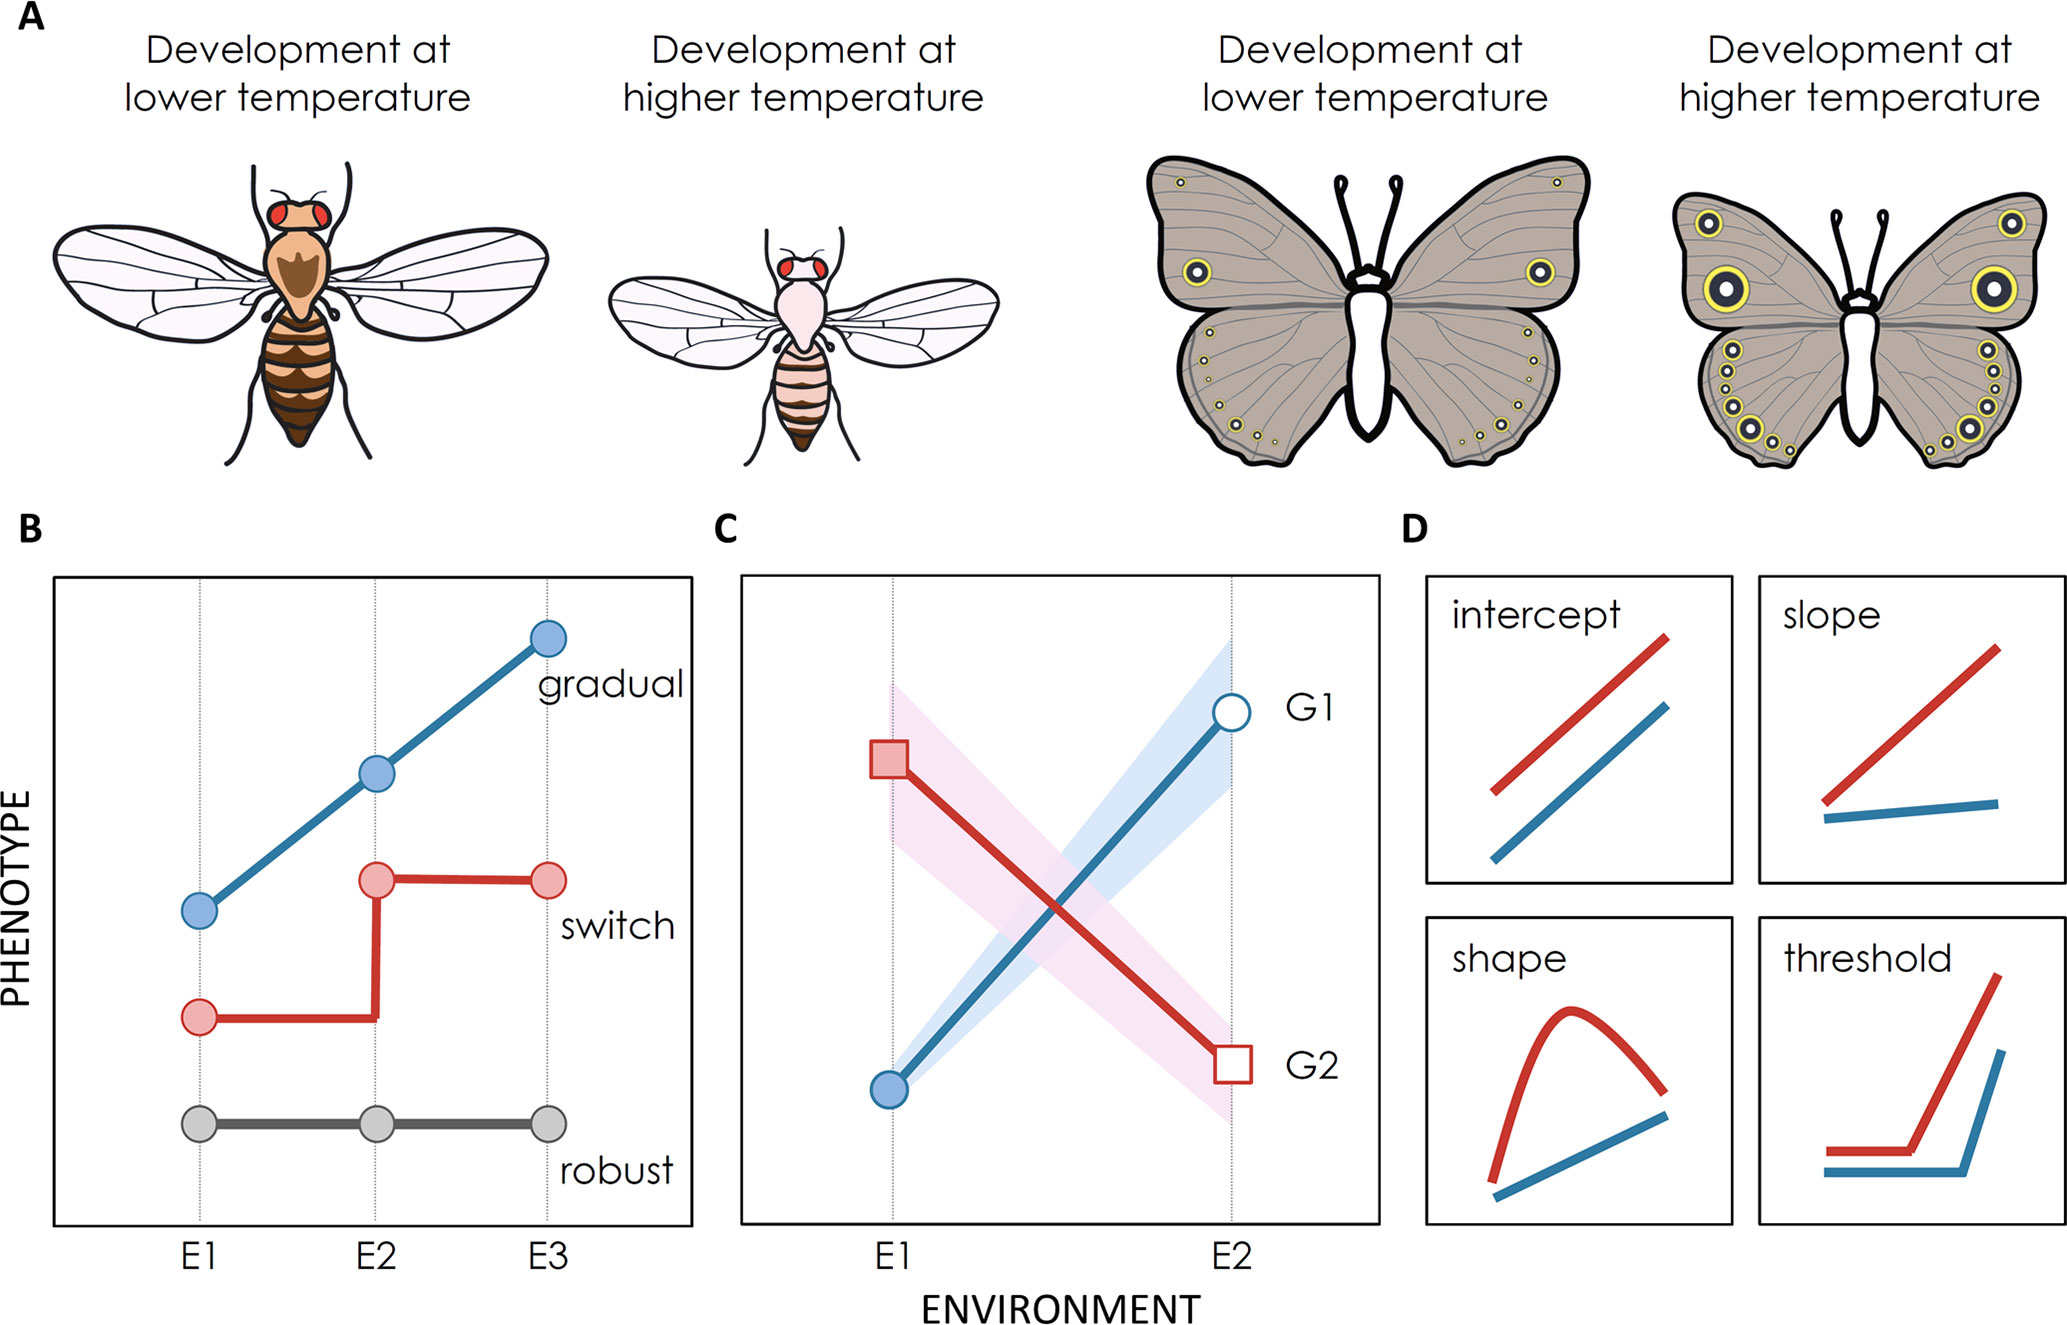 A
Development at
lower temperature
Development at
higher temperature
Development at
lower temperature
Development at
higher temperature
B
PHENOTYPE
gradual
switch
robust
E1
E2
E3
C
G1
G2
E1
E2
ENVIRONMENT
D
intercept
slope
shape
threshold